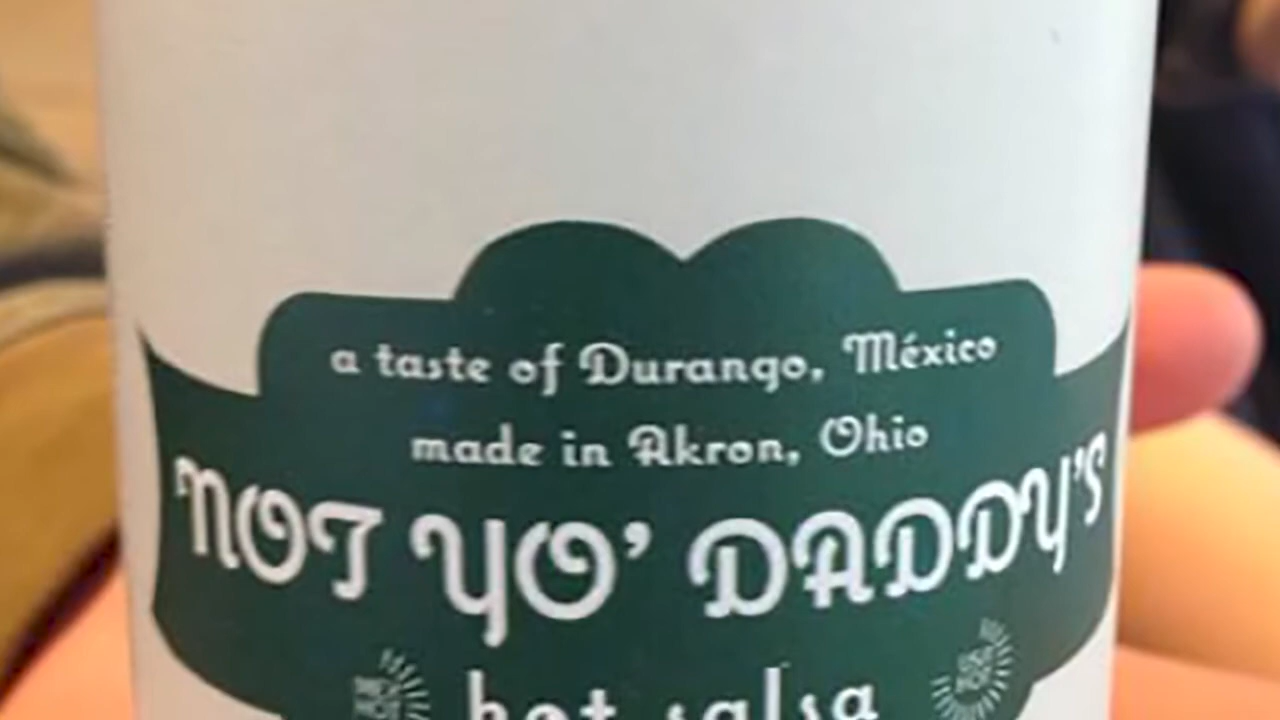 a taste of Durango, México
made in Akron, Ohio
NOT YO' DADDY'S
hot salsa